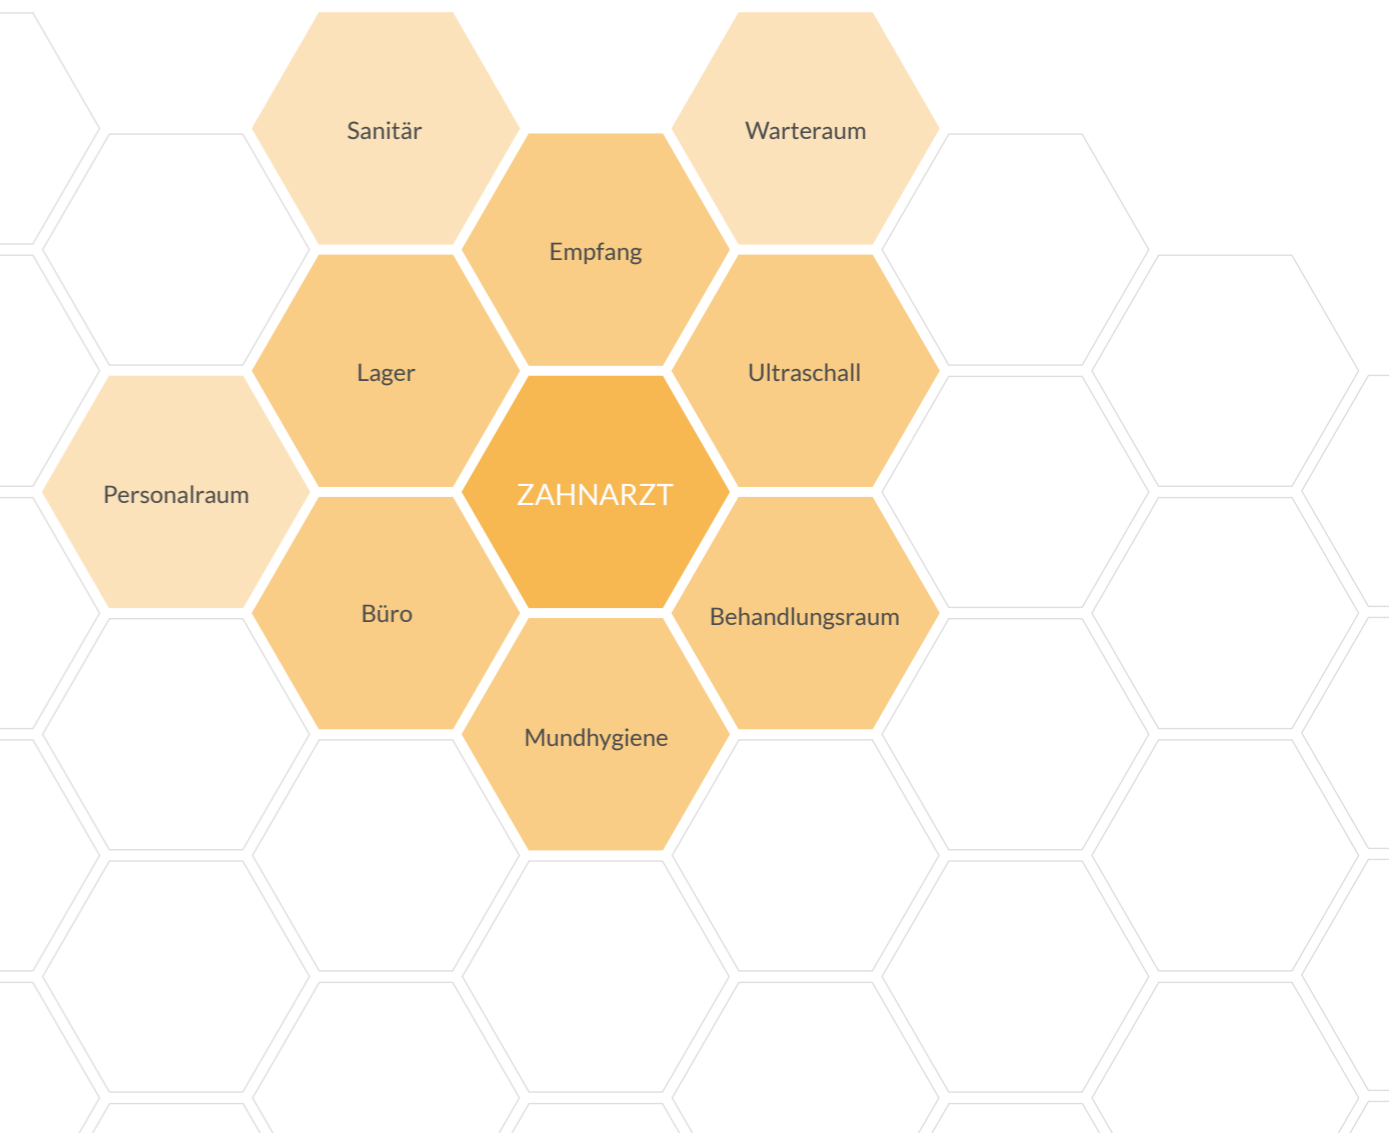 Sanitär
Warteraum
Empfang
Lager
Ultraschall
Personalraum
ZAHNARZT
Büro
Behandlungsraum
Mundhygiene